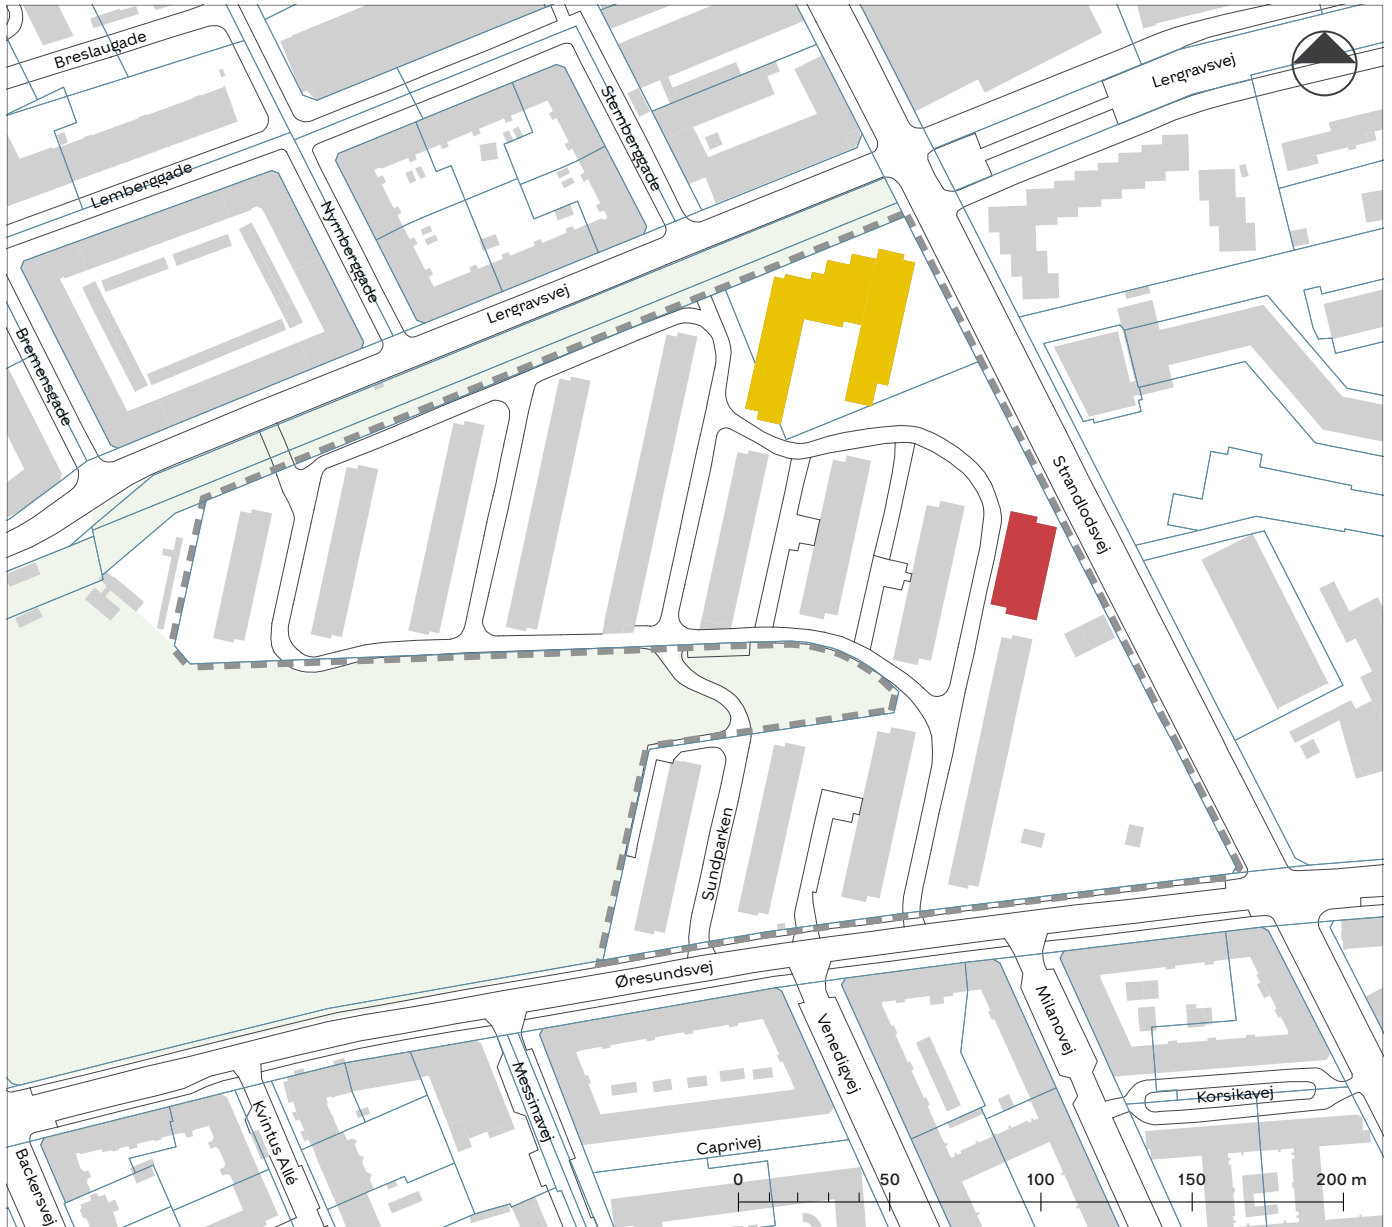 Breslaugade
Lergravsvej
Sternberggade
Lemberggade
Nyrnberggade
Lergravsvej
Bremensgade
Strandlodsvej
Sundparken
Øresundsvej
Milanovej
Venedigvej
Messinavej
Korsikavej
Kvintus Allé
Caprivej
Backersvej
0 50 100 150 200 m